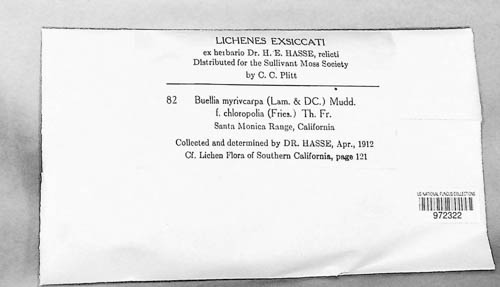 LICHENES EXSICCATI
ex herbario Dr. H. E. HASSE, relicti
Distributed for the Sullivant Moss Society
by C. C. Plitt
82 Buellia myrivcarpa (Lam. & DC.) Mudd.
f. chloropolia (Fries.) Th. Fr.
Santa Monica Range, California
Collected and determined by DR. HASSE, Apr., 1912
Cf. Lichen Flora of Southern California, page 121
US NATIONAL FUNGUS COLLECTIONS
972322